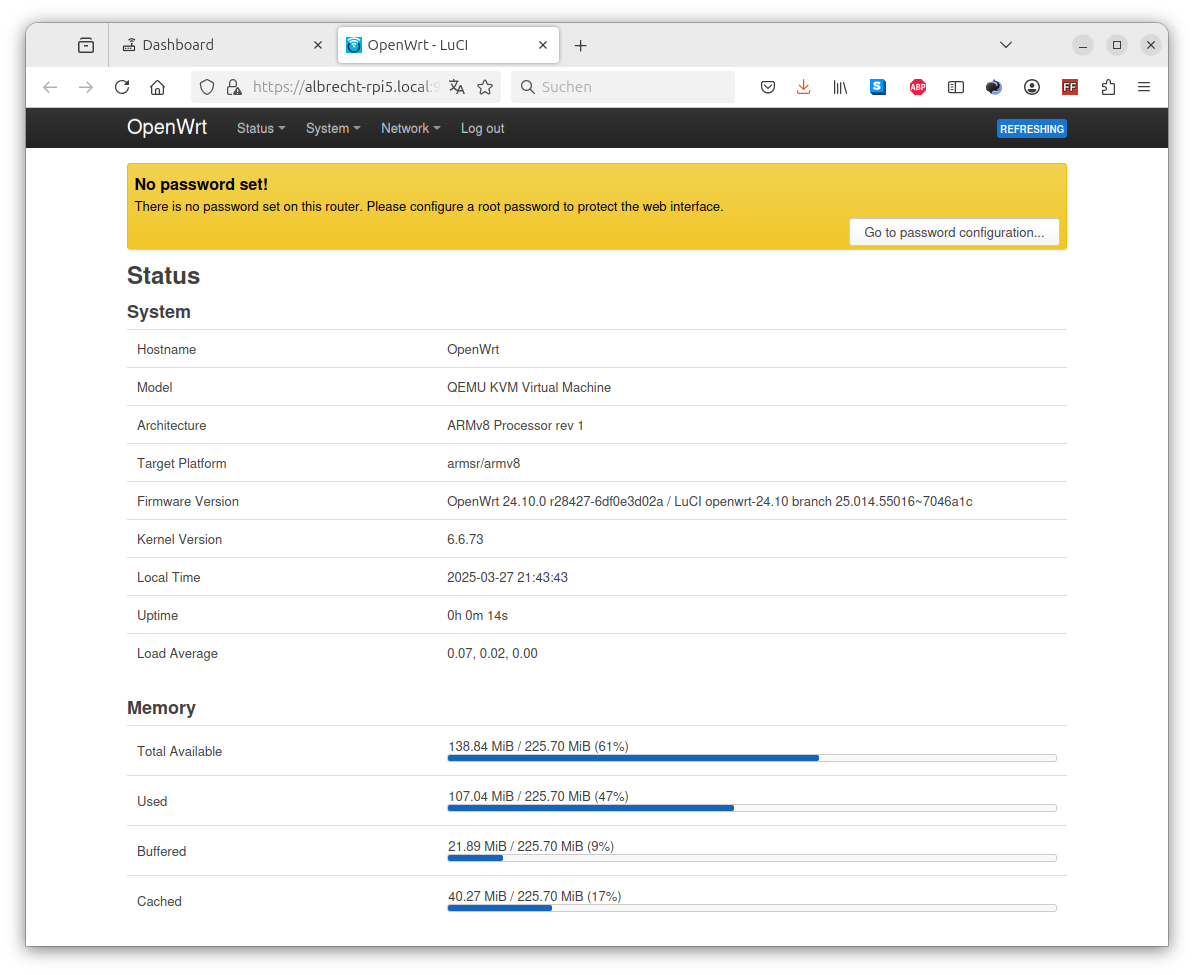 Dashboard
OpenWrt - LuCI
https://albrecht-rpi5.local:9
Suchen
S
ABP
FF
OpenWrt Status System Network Log out REFRESHING
No password set!
There is no password set on this router. Please configure a root password to protect the web interface.
Go to password configuration...
Status
System
Hostname OpenWrt
Model QEMU KVM Virtual Machine
Architecture ARMv8 Processor rev 1
Target Platform armsr/armv8
Firmware Version OpenWrt 24.10.0 r28427-6df0e3d02a / LuCI openwrt-24.10 branch 25.014.55016~7046a1c
Kernel Version 6.6.73
Local Time 2025-03-27 21:43:43
Uptime 0h 0m 14s
Load Average 0.07, 0.02, 0.00
Memory
Total Available 138.84 MiB / 225.70 MiB (61%)
Used 107.04 MiB / 225.70 MiB (47%)
Buffered 21.89 MiB / 225.70 MiB (9%)
Cached 40.27 MiB / 225.70 MiB (17%)